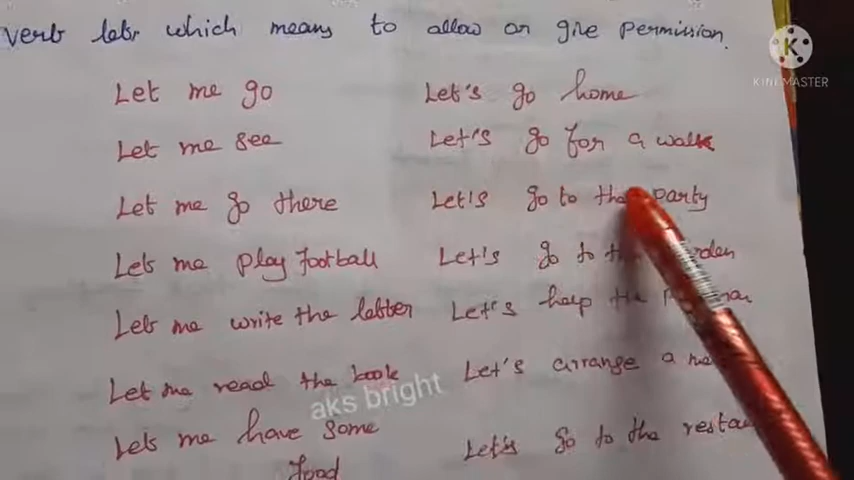 verb let which means to allow or give permission.
Let me go
Let me see
Let me go there
Let me play football
Let me write the letter
Let me read the book
Let me have some
food
Let's go home
Let's go for a walk
Let's go to the party
Let's go to the
Let's help the
Let's arrange a
Let's go to the
K
KINEMASTER
aks bright